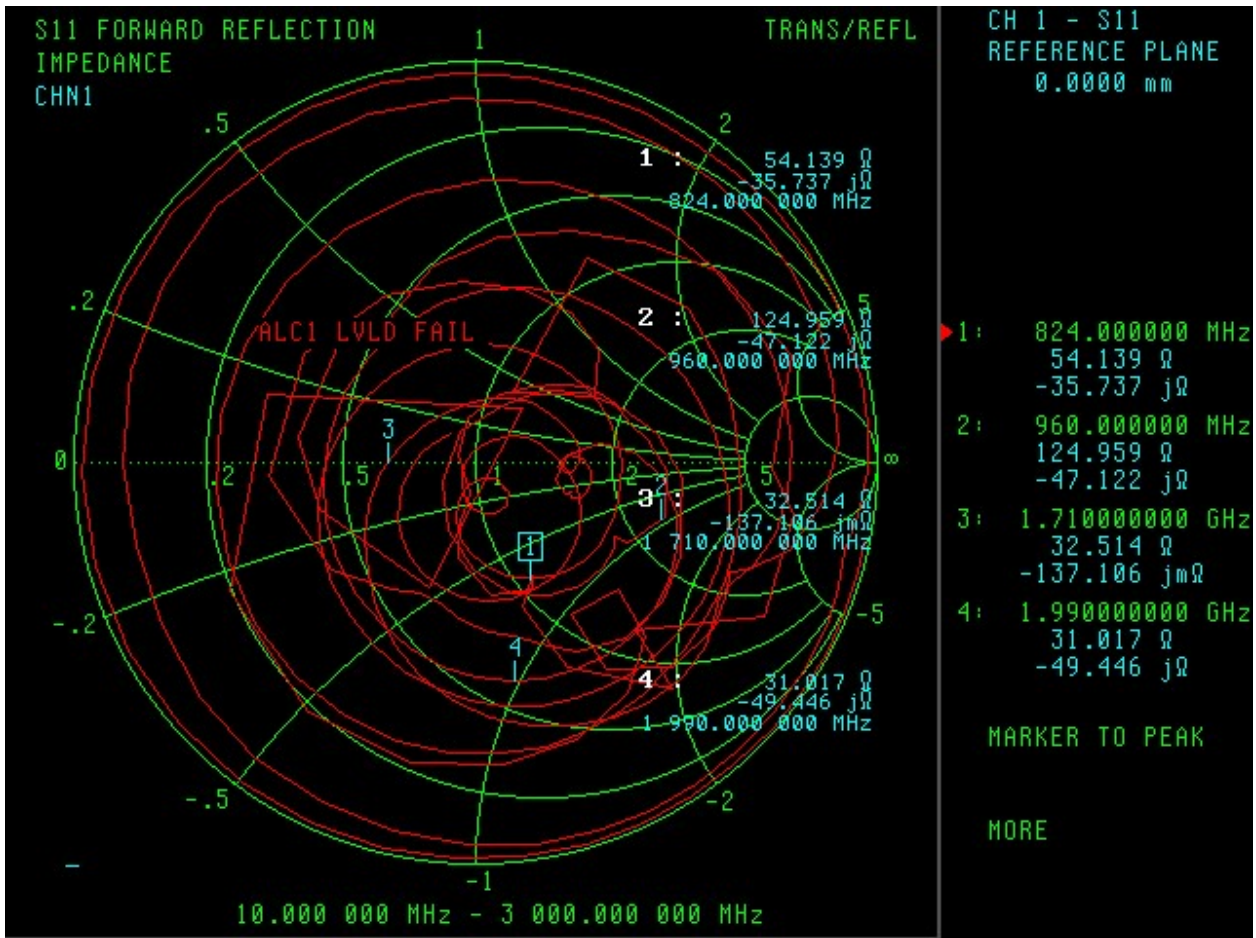 S11 FORWARD REFLECTION
TRANS/REFL
IMPEDANCE
CHN1
1
.5
2
1 :
54.139 Ω
-35.737 jΩ
824.000 000 MHz
.2
5
2 :
124.959 Ω
-47.122 jΩ
960.000 000 MHz
ALC1 LVLD FAIL
3
0
.2
.5
1
2
5
∞
2
3 :
32.514 Ω
-137.106 jmΩ
1 710.000 000 MHz
1
-.2
-5
4
4 :
31.017 Ω
-49.446 jΩ
1 990.000 000 MHz
-.5
-2
-1
10.000 000 MHz - 3 000.000 000 MHz
CH 1 - S11
REFERENCE PLANE
0.0000 mm
1: 824.000000 MHz
54.139 Ω
-35.737 jΩ
2: 960.000000 MHz
124.959 Ω
-47.122 jΩ
3: 1.710000000 GHz
32.514 Ω
-137.106 jmΩ
4: 1.990000000 GHz
31.017 Ω
-49.446 jΩ
MARKER TO PEAK
MORE